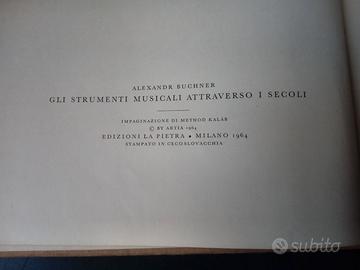 ALEXANDR BUCHNER
GLI STRUMENTI MUSICALI ATTRAVERSO I SECOLI
IMPAGINAZIONE DI METHOD KALÁB
© BY ARTIA 1964
EDIZIONI LA PIETRA • MILANO 1964
STAMPATO IN CECOSLOVACCHIA
subito